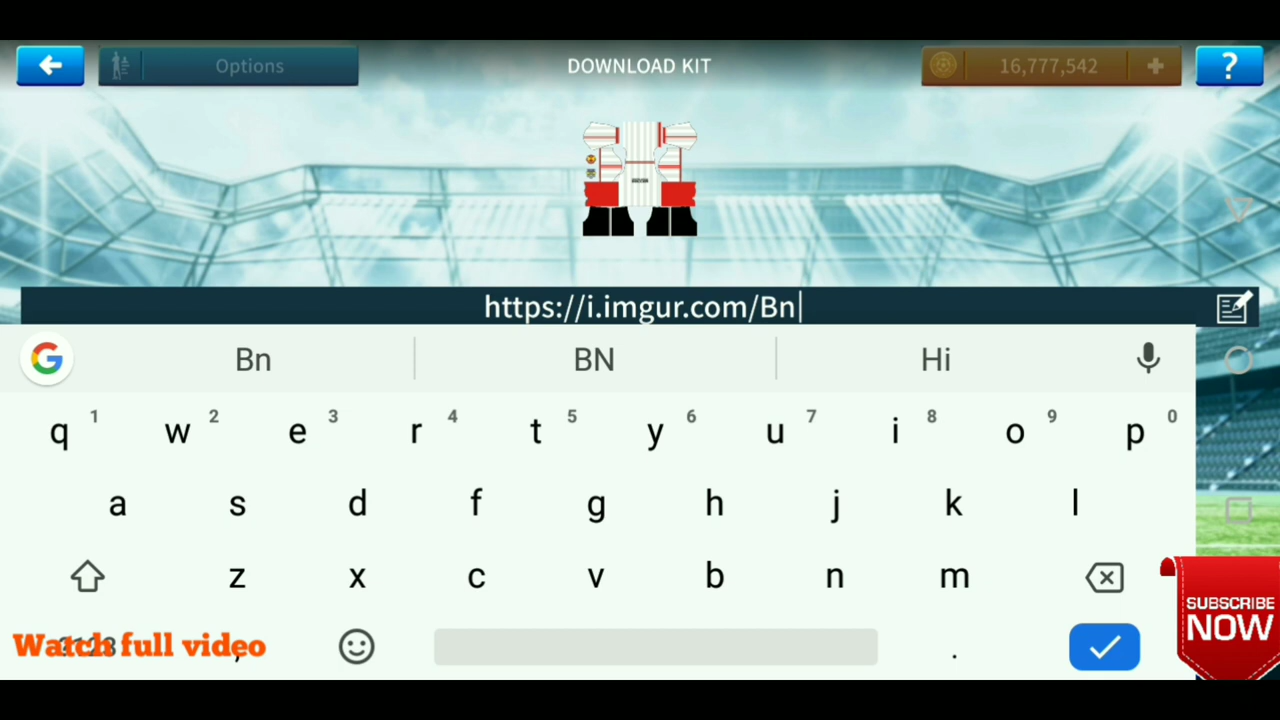 Options
DOWNLOAD KIT
16,777,542
?
https://i.imgur.com/Bn
G
Bn
BN
Hi
q 1 w 2 e 3 r 4 t 5 y 6 u 7 i 8 o 9 p 0
a s d f g h j k l
z x c v b n m
SUBSCRIBE
NOW
Watch full video
, .